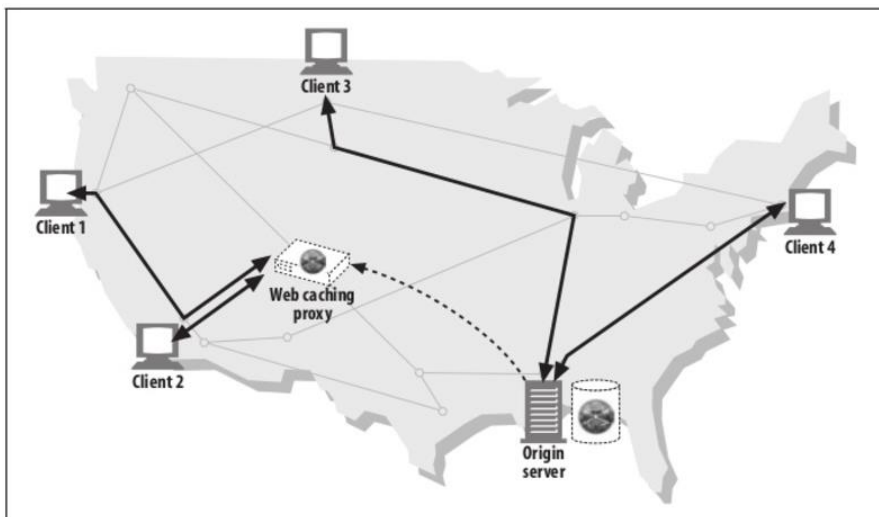 Client 3
Client 1
Client 4
Web caching
proxy
Client 2
Origin
server